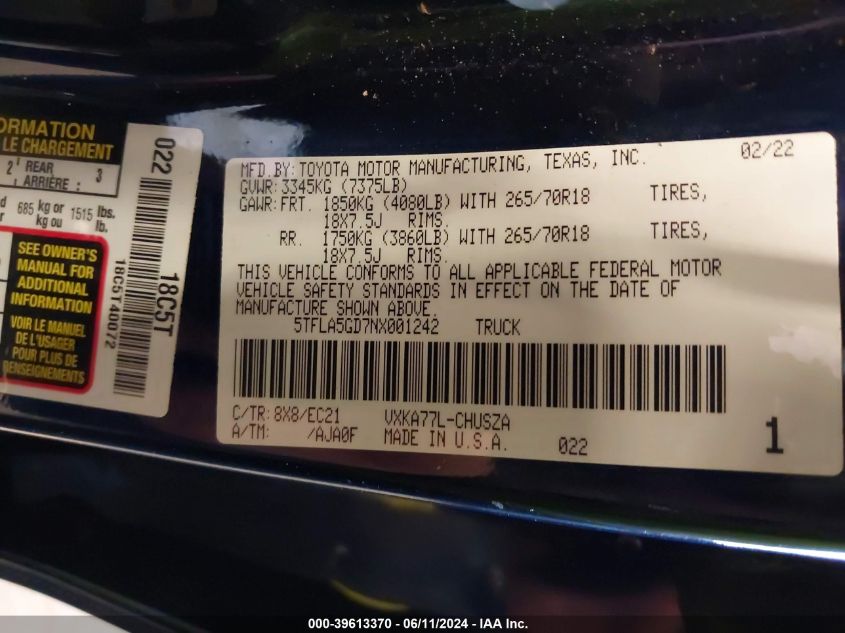 ORMATION
LE CHARGEMENT
2 REAR 3
ARRIÈRE :
685 kg or 1515 lbs.
kg ou lb.
SEE OWNER'S
MANUAL FOR
ADDITIONAL
INFORMATION
VOIR LE MANUEL
DE L'USAGER
POUR PLUS DE
RENSEIGNEMENTS
022
18C5T40072
18C5T
MFD.BY:TOYOTA MOTOR MANUFACTURING, TEXAS, INC. 02/22
GVWR:3345KG (7375LB)
GAWR:FRT. 1850KG (4080LB) WITH 265/70R18 TIRES,
18X7.5J RIMS.
RR. 1750KG (3860LB) WITH 265/70R18 TIRES,
18X7.5J RIMS.
THIS VEHICLE CONFORMS TO ALL APPLICABLE FEDERAL MOTOR
VEHICLE SAFETY STANDARDS IN EFFECT ON THE DATE OF
MANUFACTURE SHOWN ABOVE.
5TFLA5GD7NX001242 TRUCK
C/TR:8X8/EC21 VXKA77L-CHUSZA
A/TM: /AJA0F MADE IN U.S.A. 022 1
000-39613370 - 06/11/2024 - IAA Inc.